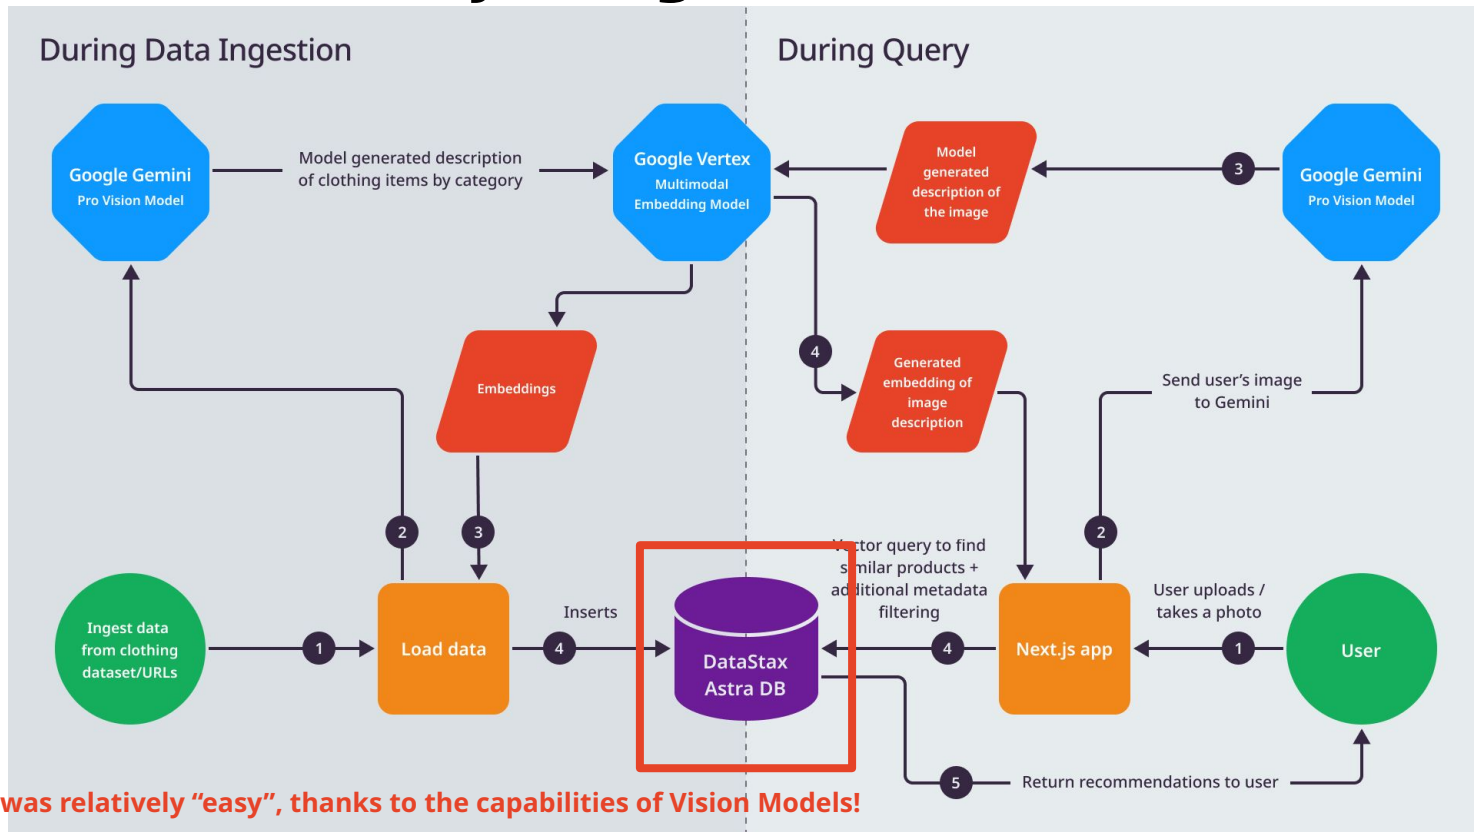 During Data Ingestion
During Query
Google Gemini
Pro Vision Model
Model generated description
of clothing items by category
Google Vertex
Multimodal
Embedding Model
Model
generated
description of
the image
3
Google Gemini
Pro Vision Model
Embeddings
4
Generated
embedding of
image
description
Send user's image
to Gemini
2
3
2
Vector query to find
similar products +
additional metadata
filtering
Ingest data
from clothing
dataset/URLs
1
Load data
Inserts
4
DataStax
Astra DB
4
Next.js app
User uploads /
takes a photo
1
User
5
Return recommendations to user
was relatively “easy”, thanks to the capabilities of Vision Models!